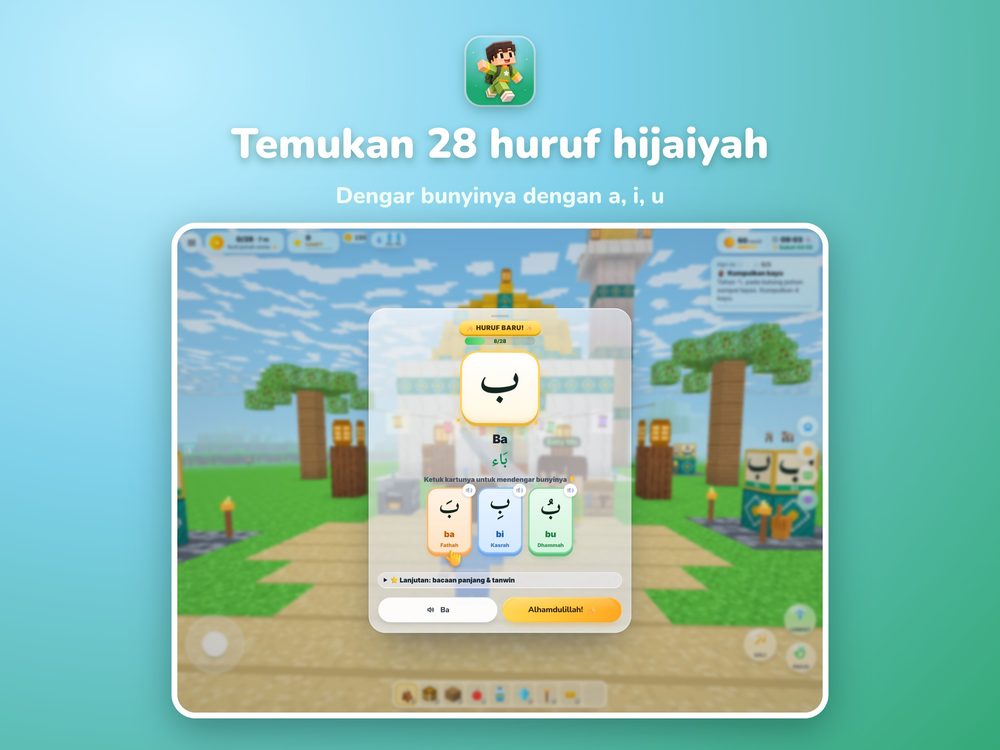 Temukan 28 huruf hijaiyah
Dengar bunyinya dengan a, i, u
HURUF BARU!
8/28
ب
Ba
بَاء
Ketuk kartunya untuk mendengar bunyinya
بَ
ba
Fathah
بِ
bi
Kasrah
بُ
bu
Dhammah
Lanjutan: bacaan panjang & tanwin
Ba
Alhamdulillah!
Kumpulkan kayu
ب